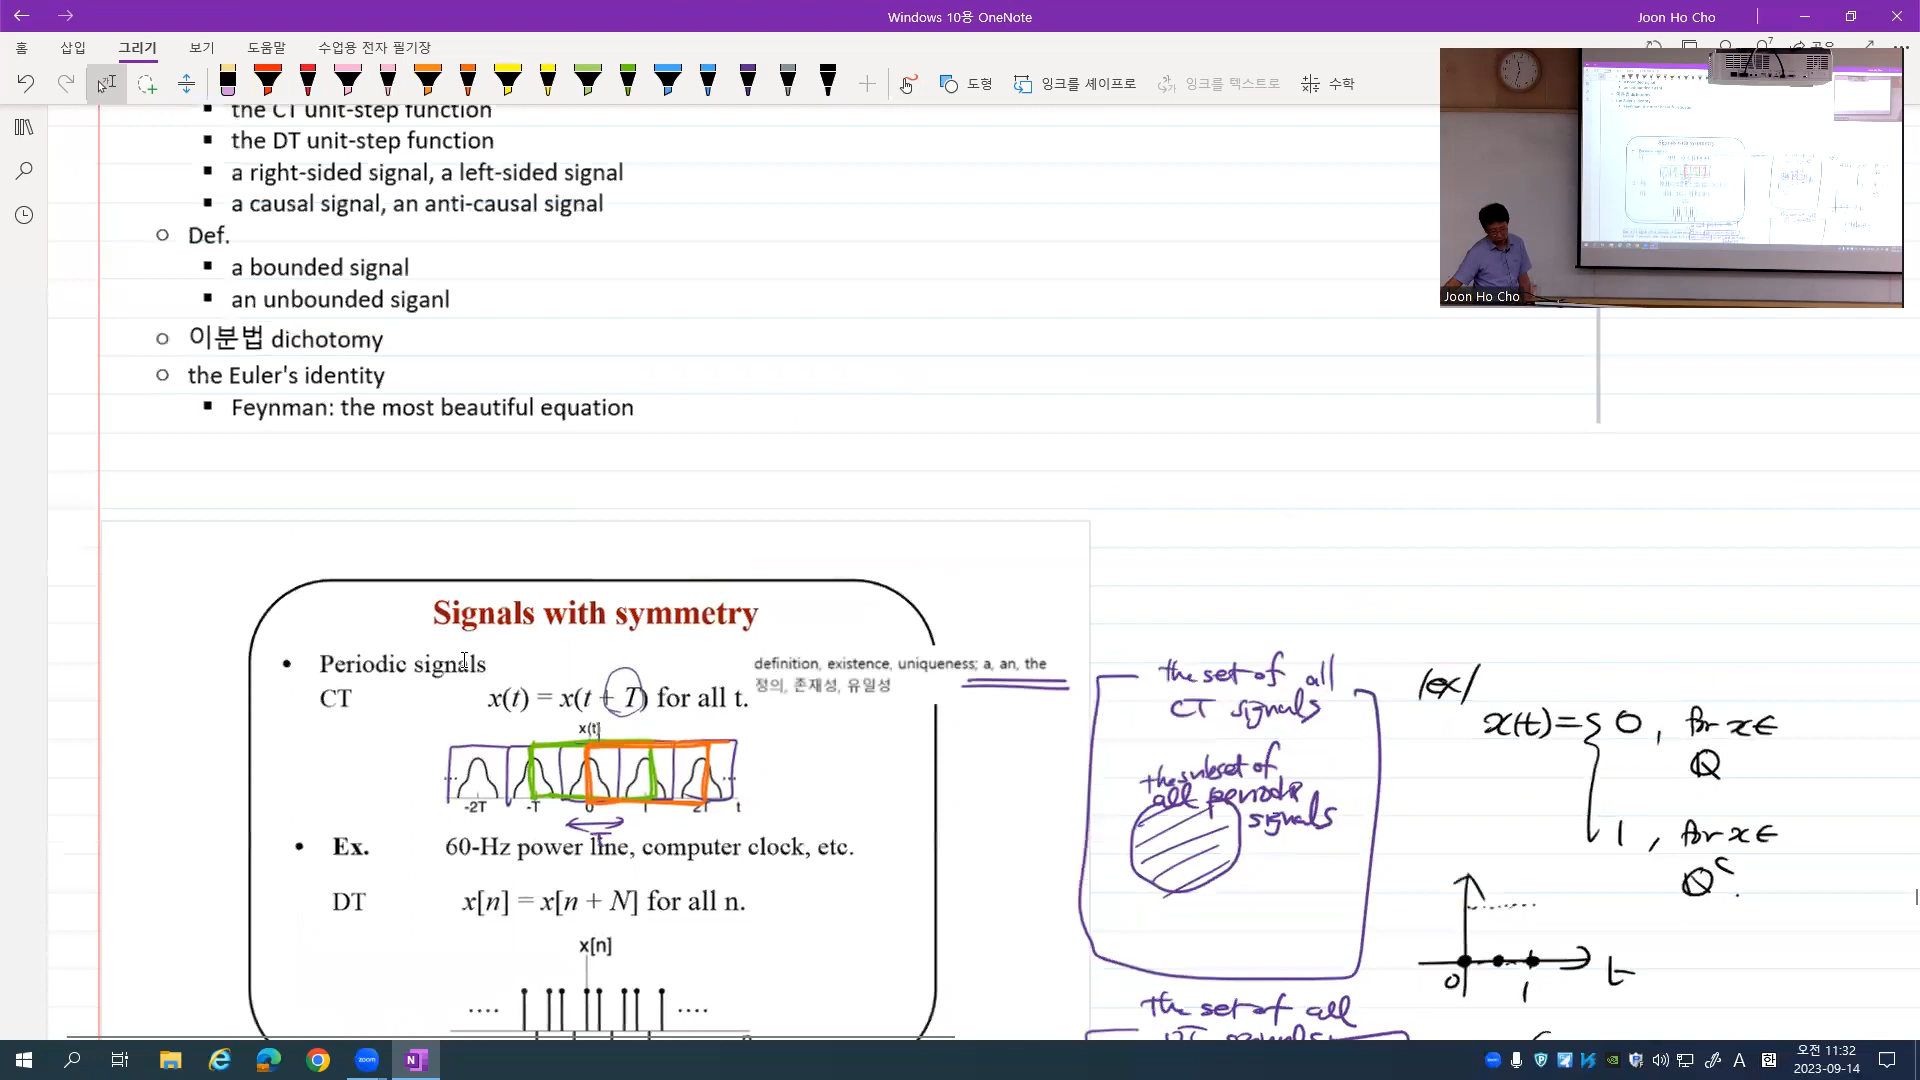 Windows 10용 OneNote
Joon Ho Cho
홈 삽입 그리기 보기 도움말 수업용 전자 필기장
도형 잉크를 셰이프로 잉크를 텍스트로 수학
the CT unit-step function
the DT unit-step function
a right-sided signal, a left-sided signal
a causal signal, an anti-causal signal
Def.
a bounded signal
an unbounded siganl
이분법 dichotomy
the Euler's identity
Feynman: the most beautiful equation
Joon Ho Cho
Signals with symmetry
Periodic signals
definition, existence, uniqueness; a, an, the
정의, 존재성, 유일성
CT x(t) = x(t + T) for all t.
x(t)
-2T -T 0 2T t
T
Ex. 60-Hz power line, computer clock, etc.
DT x[n] = x[n + N] for all n.
x[n]
.... ....
the set of all
CT signals
the subset of
all periodic
signals
the set of all
DT signals
/ex/
x(t)={ 0, for x∈
Q
1, for x∈
Q^c.
0 1 t
오전 11:32
2023-09-14